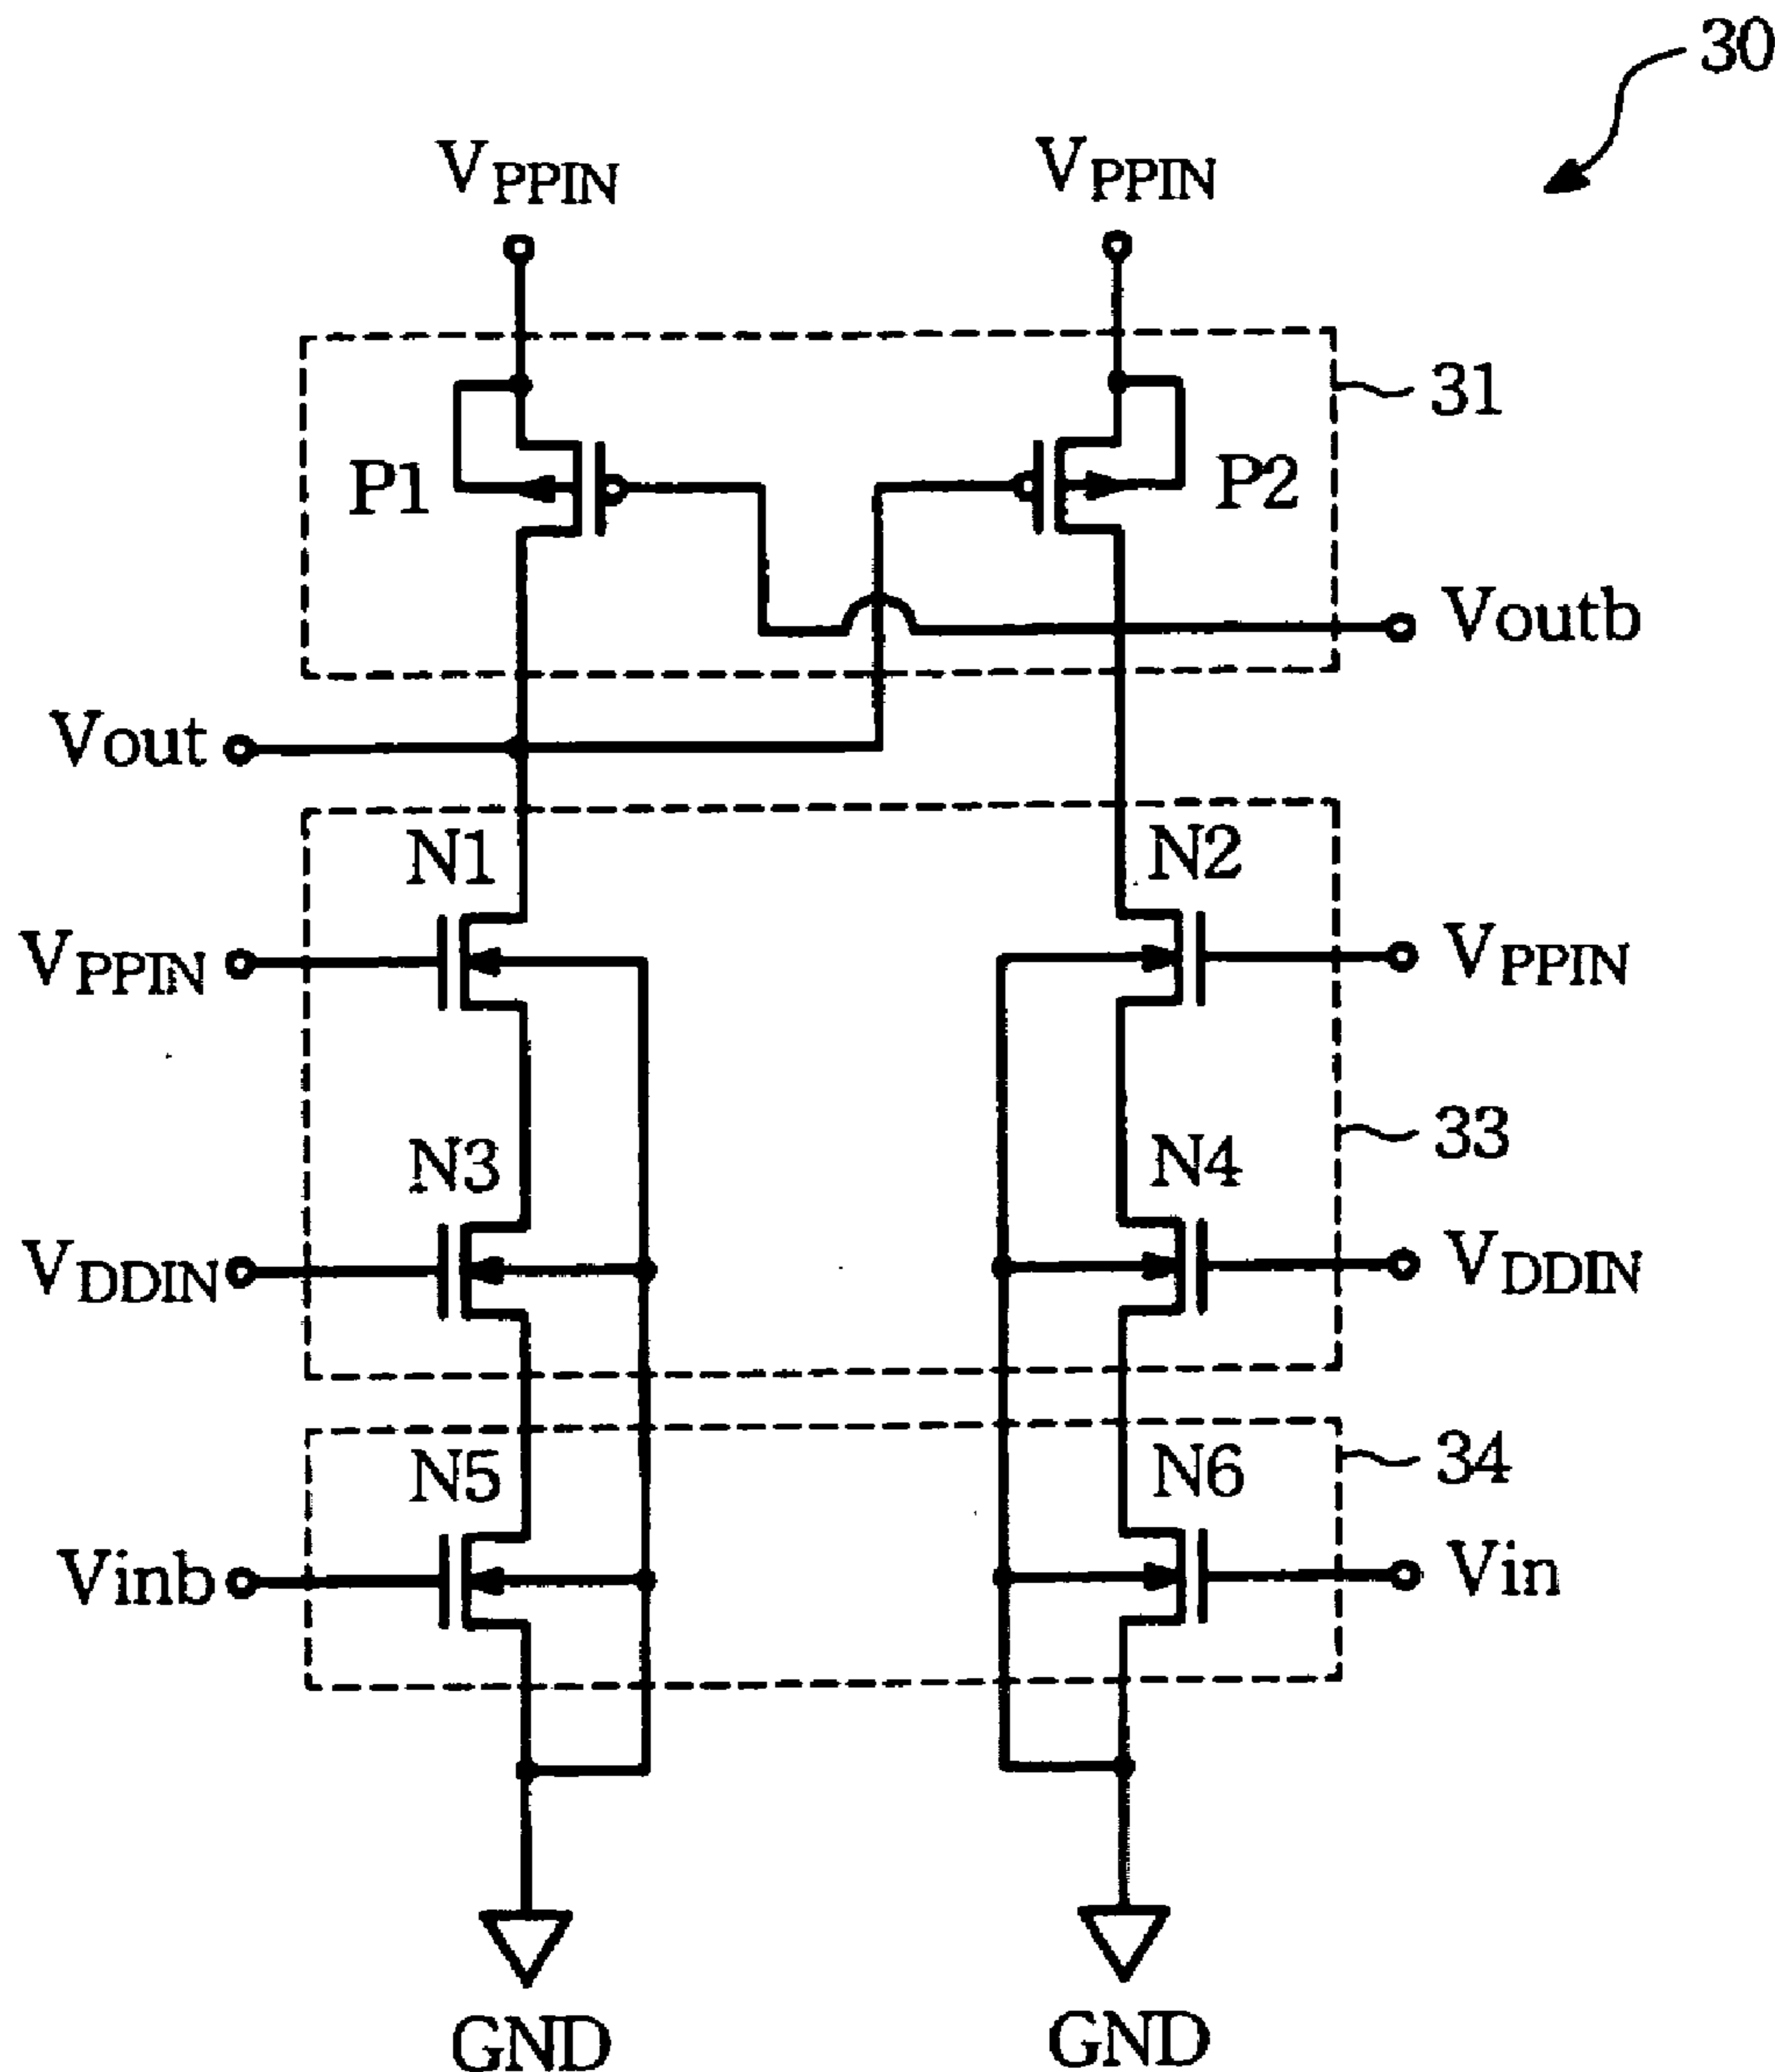 30
VPPIN VPPIN
31
P1 P2
Voutb
Vout
N1 N2
VPPIN VPPIN
33
N3 N4
VDDIN VDDIN
34
N5 N6
Vinb Vin
GND GND